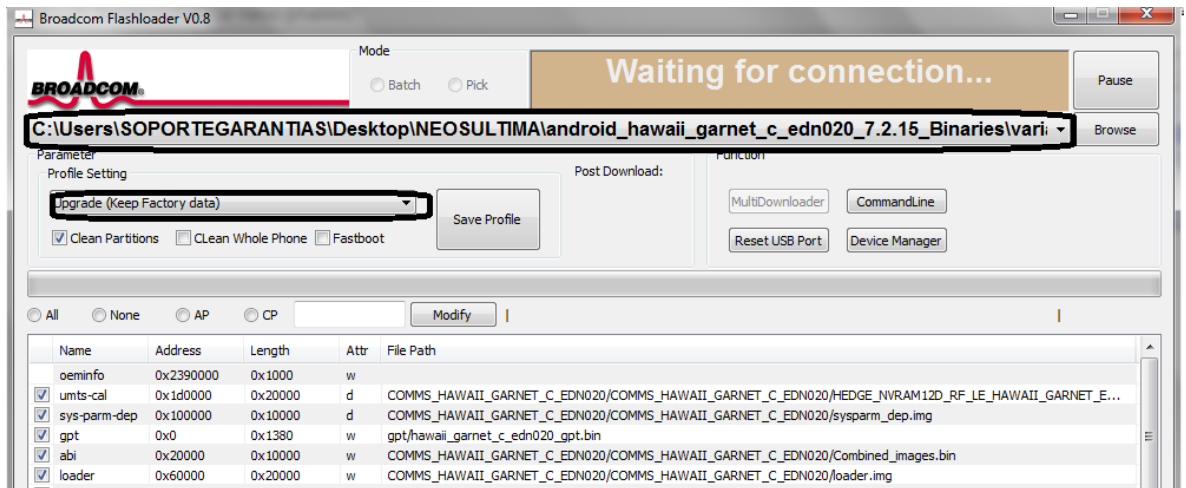 Broadcom Flashloader V0.8
BROADCOM
Mode
Batch
Pick
Waiting for connection...
Pause
C:\Users\SOPORTEGARANTIAS\Desktop\NEOSULTIMA\android_hawaii_garnet_c_edn020_7.2.15_Binaries\vari
Browse
Parameter
Profile Setting
Post Download:
Function
Upgrade (Keep Factory data)
Save Profile
MultiDownloader
CommandLine
Clean Partitions
CLean Whole Phone
Fastboot
Reset USB Port
Device Manager
All
None
AP
CP
Modify
Name Address Length Attr File Path
oeminfo 0x2390000 0x1000 w
umts-cal 0x1d0000 0x20000 d COMMS_HAWAII_GARNET_C_EDN020/COMMS_HAWAII_GARNET_C_EDN020/HEDGE_NVRAM12D_RF_LE_HAWAII_GARNET_E...
sys-parm-dep 0x100000 0x10000 d COMMS_HAWAII_GARNET_C_EDN020/COMMS_HAWAII_GARNET_C_EDN020/sysparm_dep.img
gpt 0x0 0x1380 w gpt/hawaii_garnet_c_edn020_gpt.bin
abi 0x20000 0x10000 w COMMS_HAWAII_GARNET_C_EDN020/COMMS_HAWAII_GARNET_C_EDN020/Combined_images.bin
loader 0x60000 0x20000 w COMMS_HAWAII_GARNET_C_EDN020/COMMS_HAWAII_GARNET_C_EDN020/loader.img